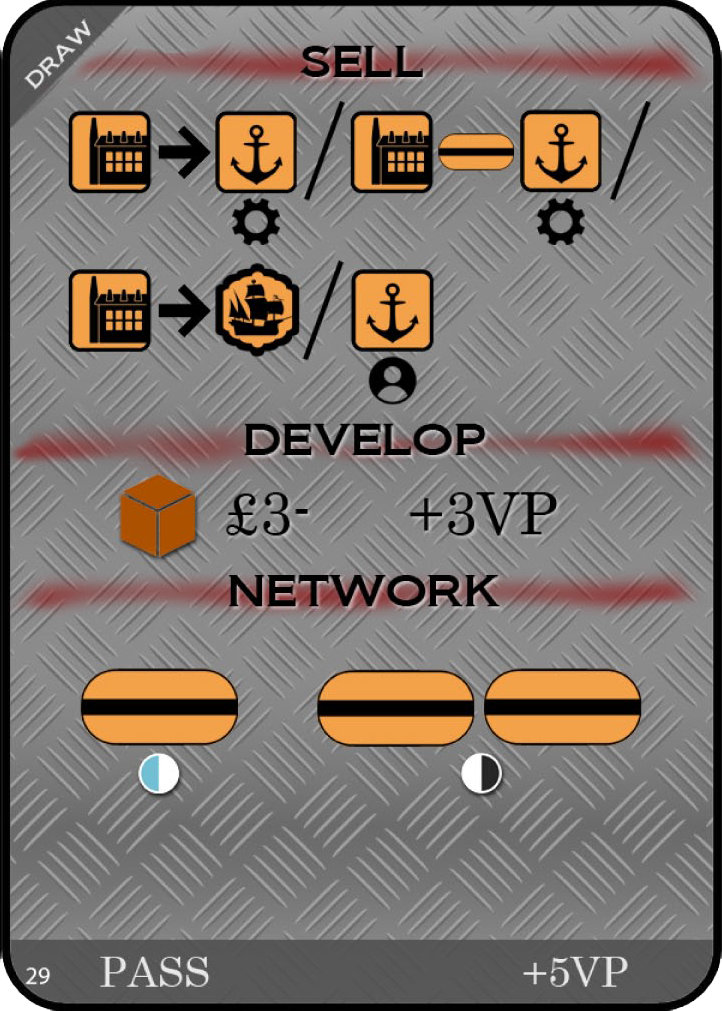 DRAW
SELL
DEVELOP
£3- +3VP
NETWORK
29 PASS +5VP